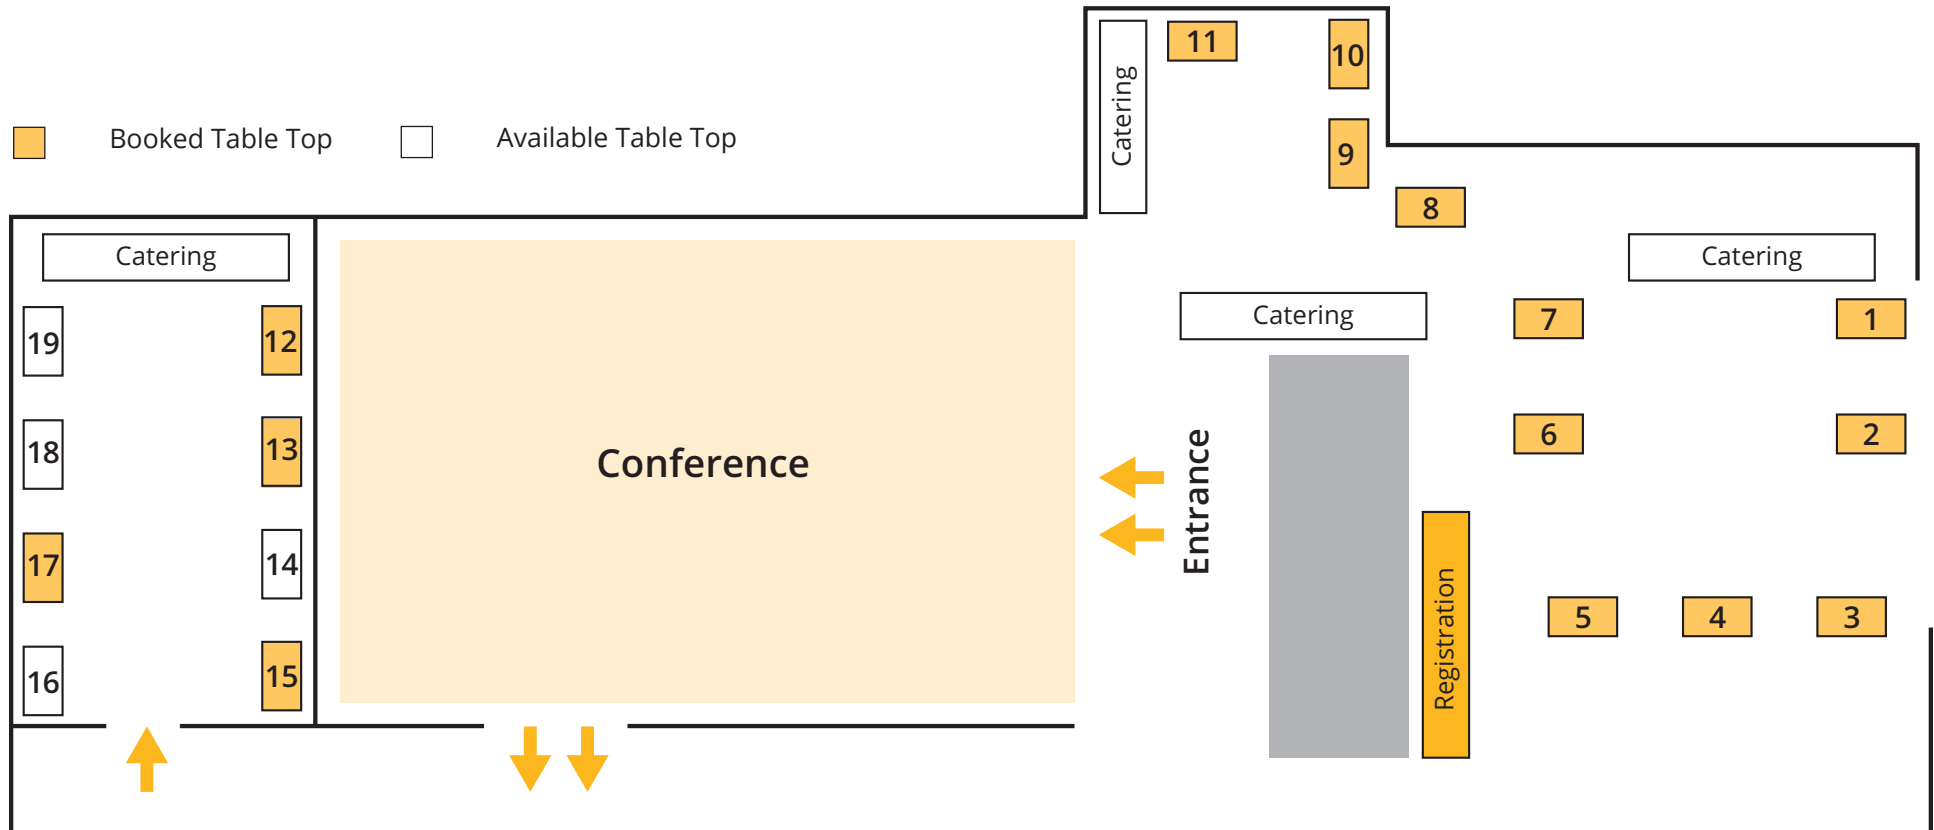 11
10
Catering
Booked Table Top
Available Table Top
9
8
Catering
Catering
Catering
19
12
7
1
18
13
Conference
Entrance
6
2
17
14
5
4
3
Registration
16
15